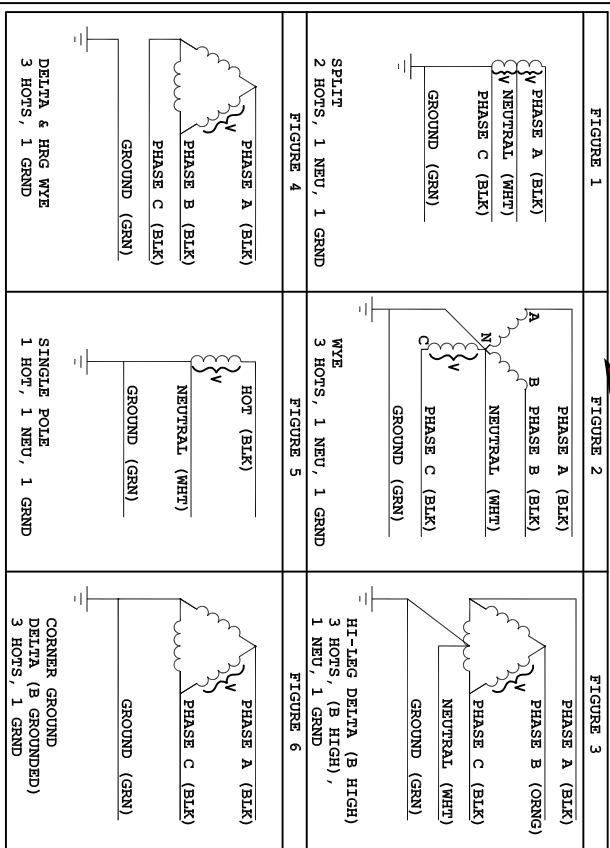 FIGURE 1
PHASE A (BLK)
V
NEUTRAL (WHT)
V
PHASE C (BLK)
GROUND (GRN)
SPLIT
2 HOTS, 1 NEU, 1 GRND
FIGURE 2
A
B
N
C
V
PHASE A (BLK)
PHASE B (BLK)
NEUTRAL (WHT)
PHASE C (BLK)
GROUND (GRN)
WYE
3 HOTS, 1 NEU, 1 GRND
FIGURE 3
PHASE A (BLK)
PHASE B (ORNG)
V
PHASE C (BLK)
NEUTRAL (WHT)
GROUND (GRN)
HI-LEG DELTA (B HIGH)
3 HOTS, (B HIGH),
1 NEU, 1 GRND
FIGURE 4
PHASE A (BLK)
V
PHASE B (BLK)
PHASE C (BLK)
GROUND (GRN)
DELTA & HRG WYE
3 HOTS, 1 GRND
FIGURE 5
HOT (BLK)
V
NEUTRAL (WHT)
GROUND (GRN)
SINGLE POLE
1 HOT, 1 NEU, 1 GRND
FIGURE 6
PHASE A (BLK)
V
PHASE C (BLK)
GROUND (GRN)
CORNER GROUND
DELTA (B GROUNDED)
3 HOTS, 1 GRND